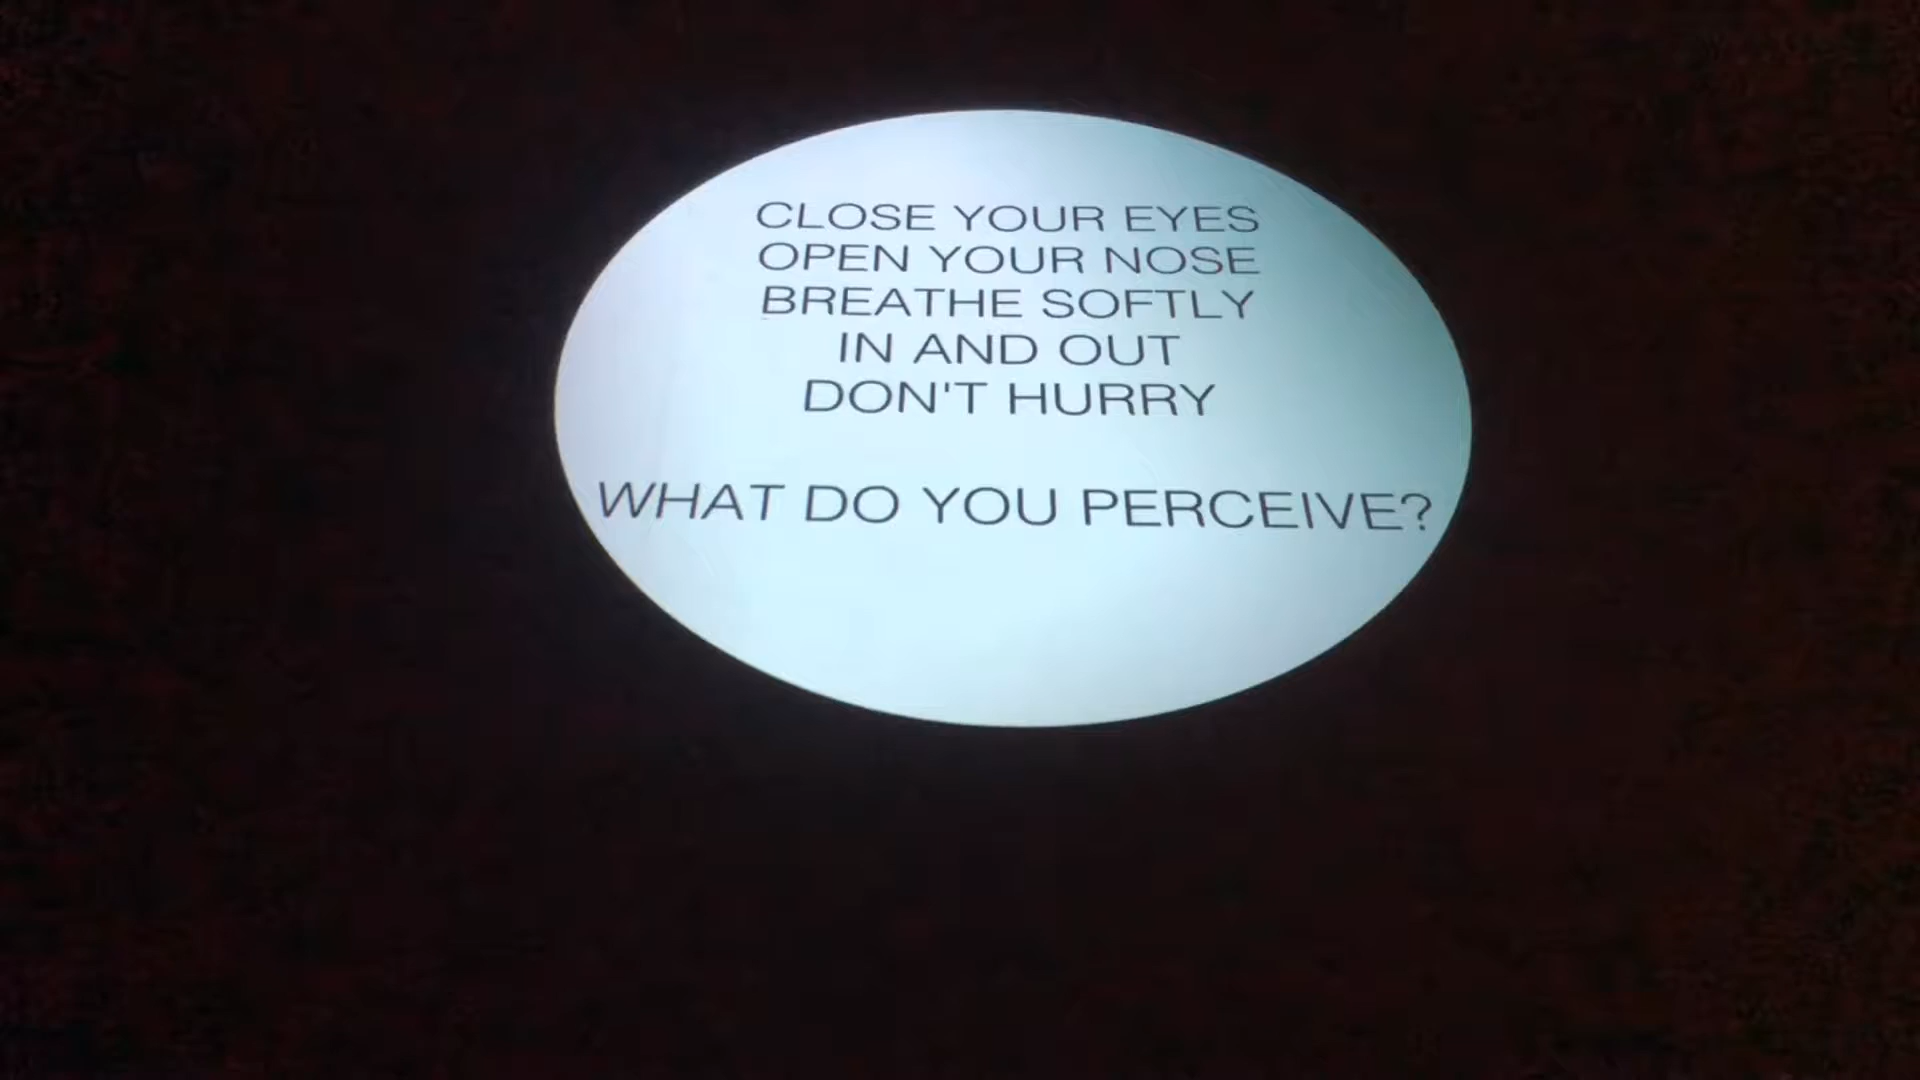 CLOSE YOUR EYES
OPEN YOUR NOSE
BREATHE SOFTLY
IN AND OUT
DON'T HURRY
WHAT DO YOU PERCEIVE?